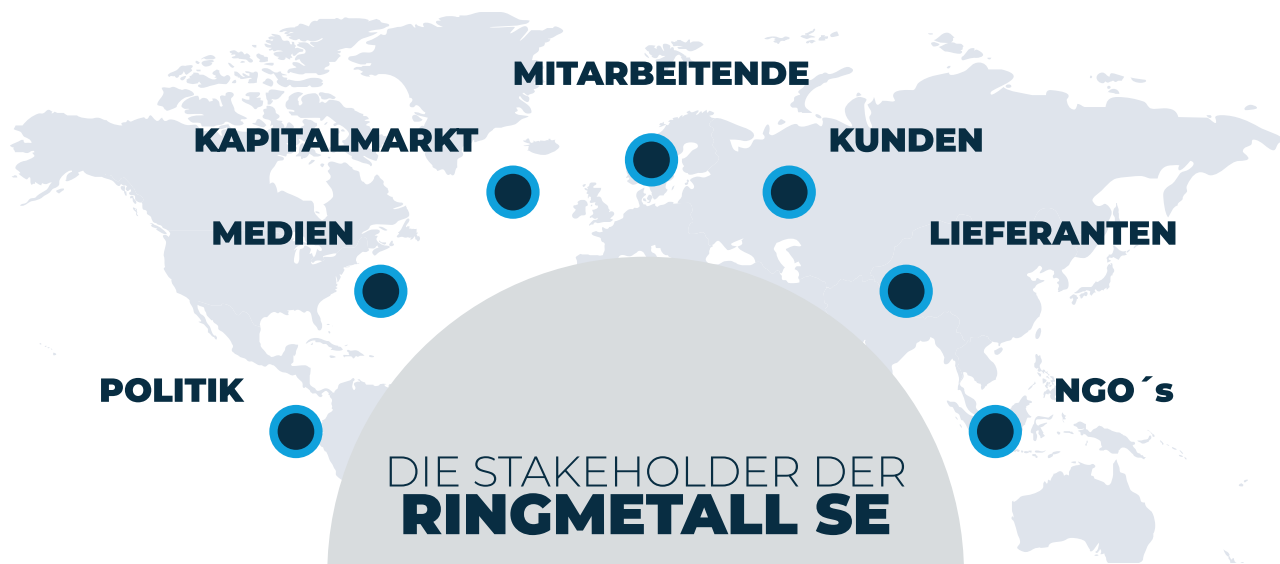 MITARBEITENDE
KAPITALMARKT
KUNDEN
MEDIEN
LIEFERANTEN
POLITIK
NGO´s
DIE STAKEHOLDER DER
RINGMETALL SE